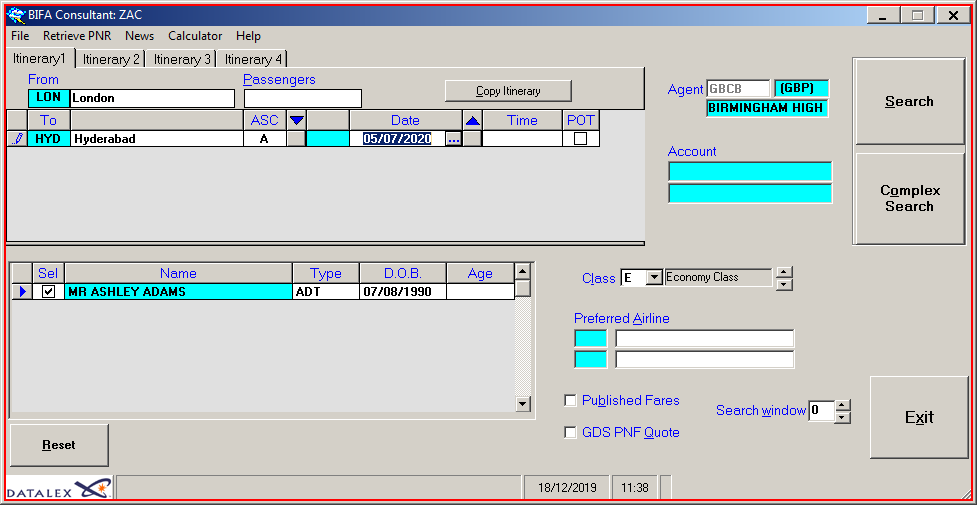 BIFA Consultant: ZAC
File Retrieve PNR News Calculator Help
Itinerary1 Itinerary 2 Itinerary 3 Itinerary 4
From Passengers
LON London
Copy Itinerary
To ASC Date Time POT
HYD Hyderabad A 05/07/2020 ...
Agent GBCB (GBP)
BIRMINGHAM HIGH
Account
Search
Complex
Search
Sel Name Type D.O.B. Age
MR ASHLEY ADAMS ADT 07/08/1990
Class E Economy Class
Preferred Airline
Published Fares
GDS PNF Quote
Search window 0
Exit
Reset
DATALEX 18/12/2019 11:38